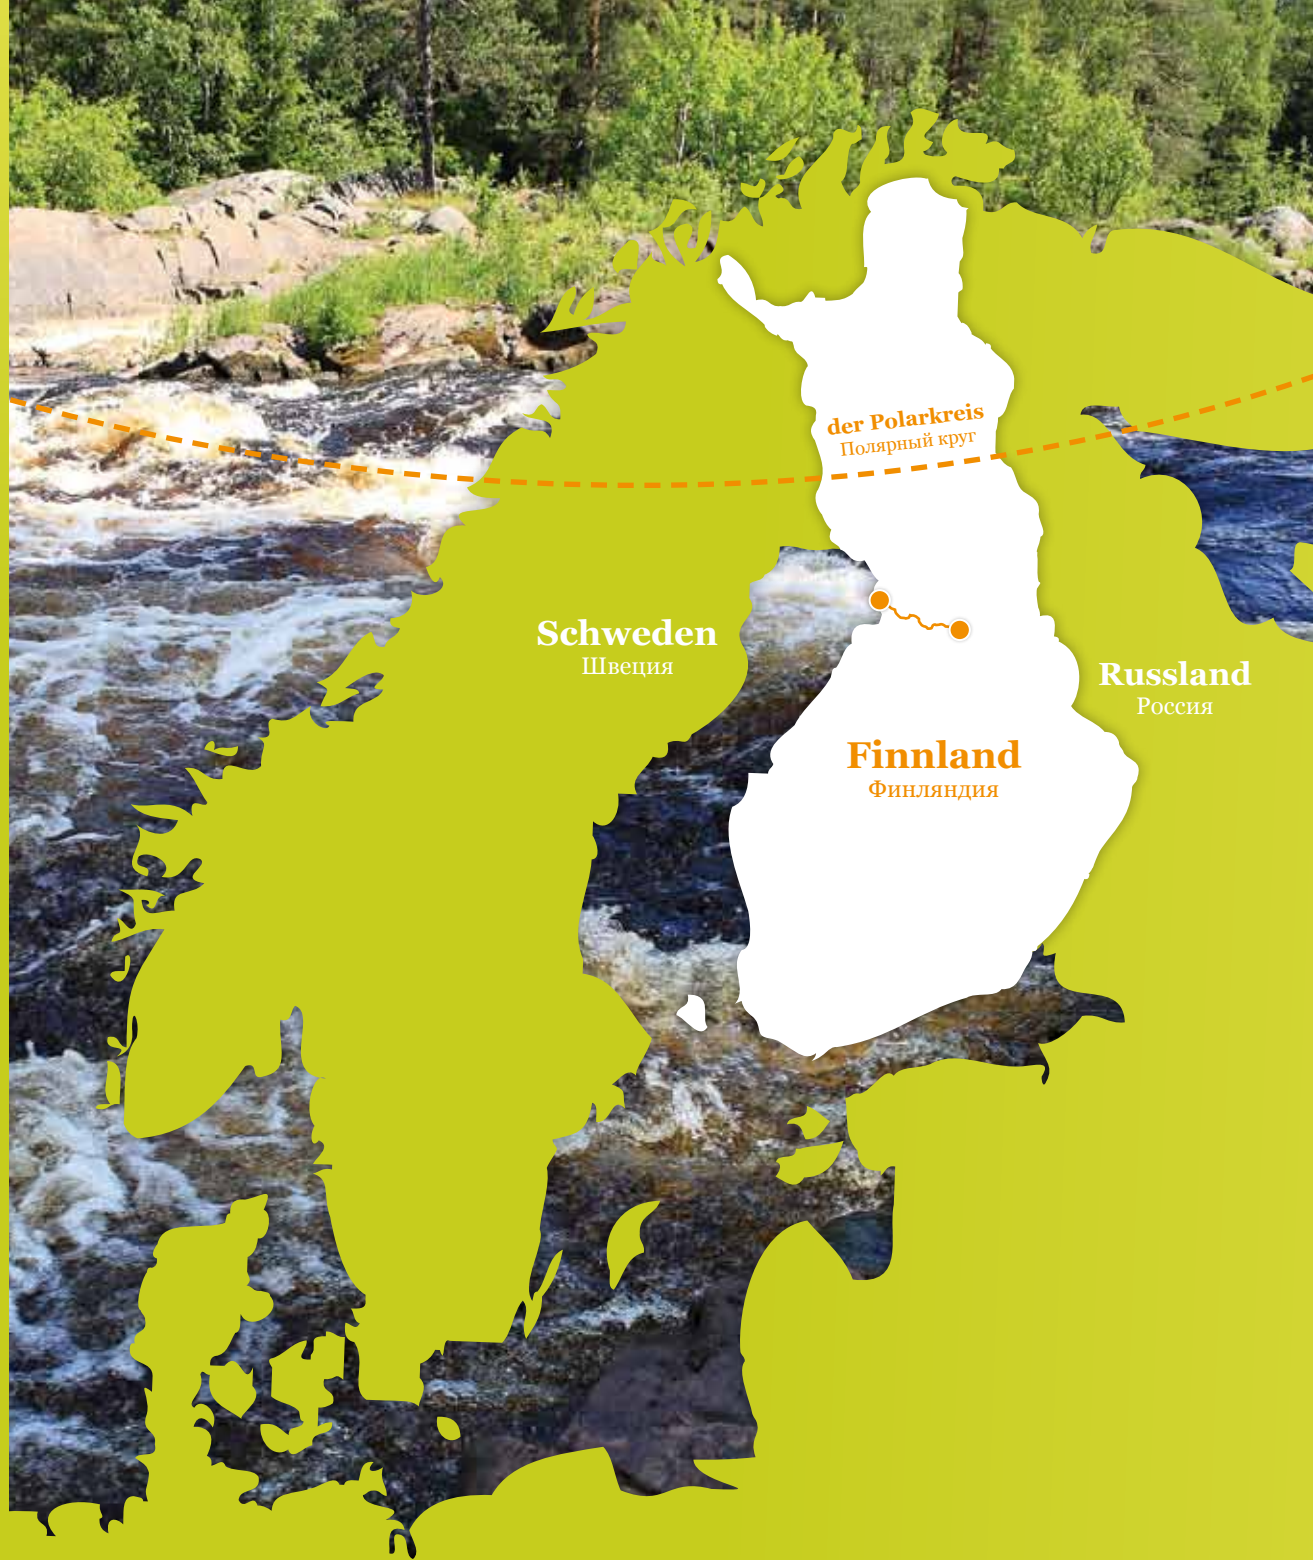 der Polarkreis
Полярный круг
Schweden
Швеция
Russland
Россия
Finnland
Финляндия